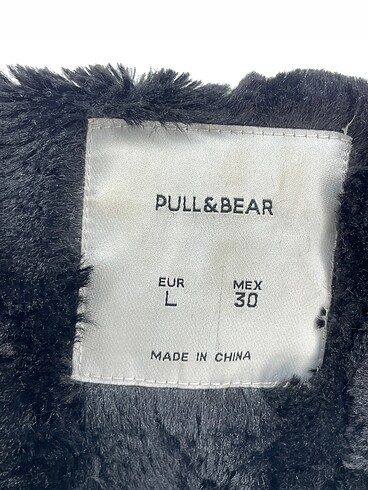 PULL&BEAR
EUR MEX
L 30
MADE IN CHINA